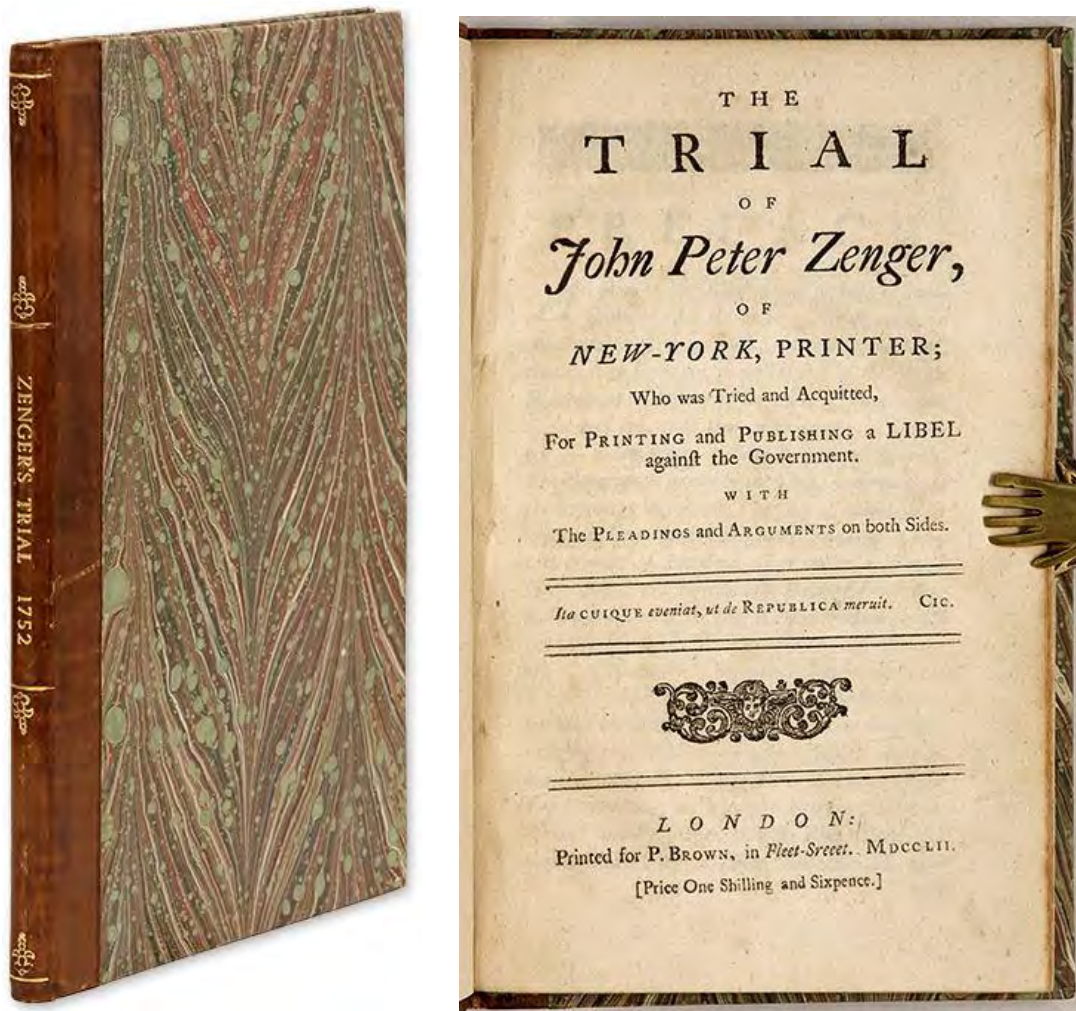 ZENGER'S TRIAL 1752
THE
TRIAL
OF
John Peter Zenger,
OF
NEW-YORK, PRINTER;
Who was Tried and Acquitted,
For PRINTING and PUBLISHING a LIBEL
againſt the Government.
WITH
The PLEADINGS and ARGUMENTS on both Sides.
Ita CUIQUE eveniat, ut de REPUBLICA meruit. CIC.
LONDON:
Printed for P. BROWN, in Fleet-Sreeet. MDCCLII.
[Price One Shilling and Sixpence.]